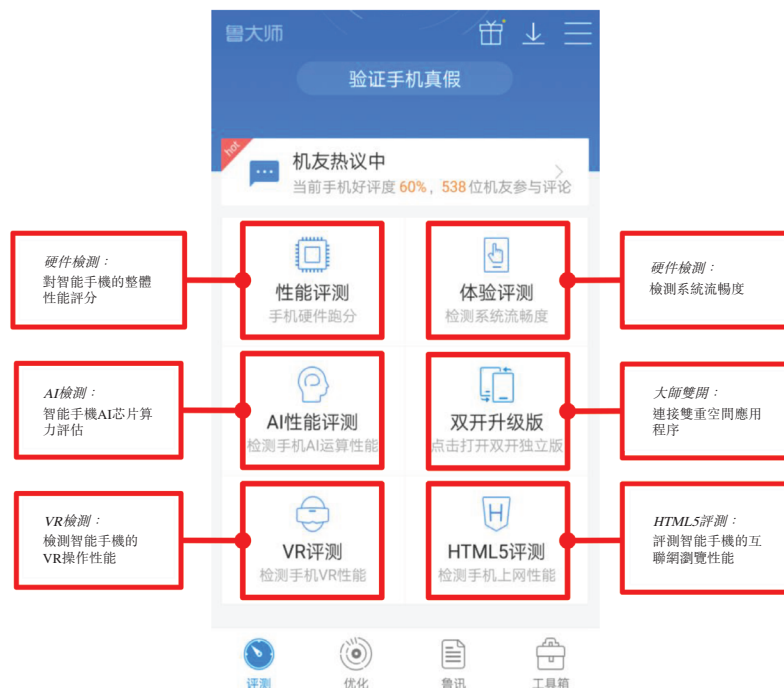 鲁大师
验证手机真假
hot
机友热议中
当前手机好评度 60%，538 位机友参与评论
硬件檢測：
對智能手機的整體
性能評分
性能评测
手机硬件跑分
体验评测
检测系统流畅度
硬件檢測：
檢測系統流暢度
AI檢測：
智能手機AI芯片算
力評估
AI性能评测
检测手机AI运算性能
双开升级版
点击打开双开独立版
大師雙開：
連接雙重空間應用
程序
VR檢測：
檢測智能手機的
VR操作性能
VR评测
检测手机VR性能
H
HTML5评测
检测手机上网性能
HTML5評測：
評測智能手機的互
聯網瀏覽性能
评测
优化
鲁讯
工具箱